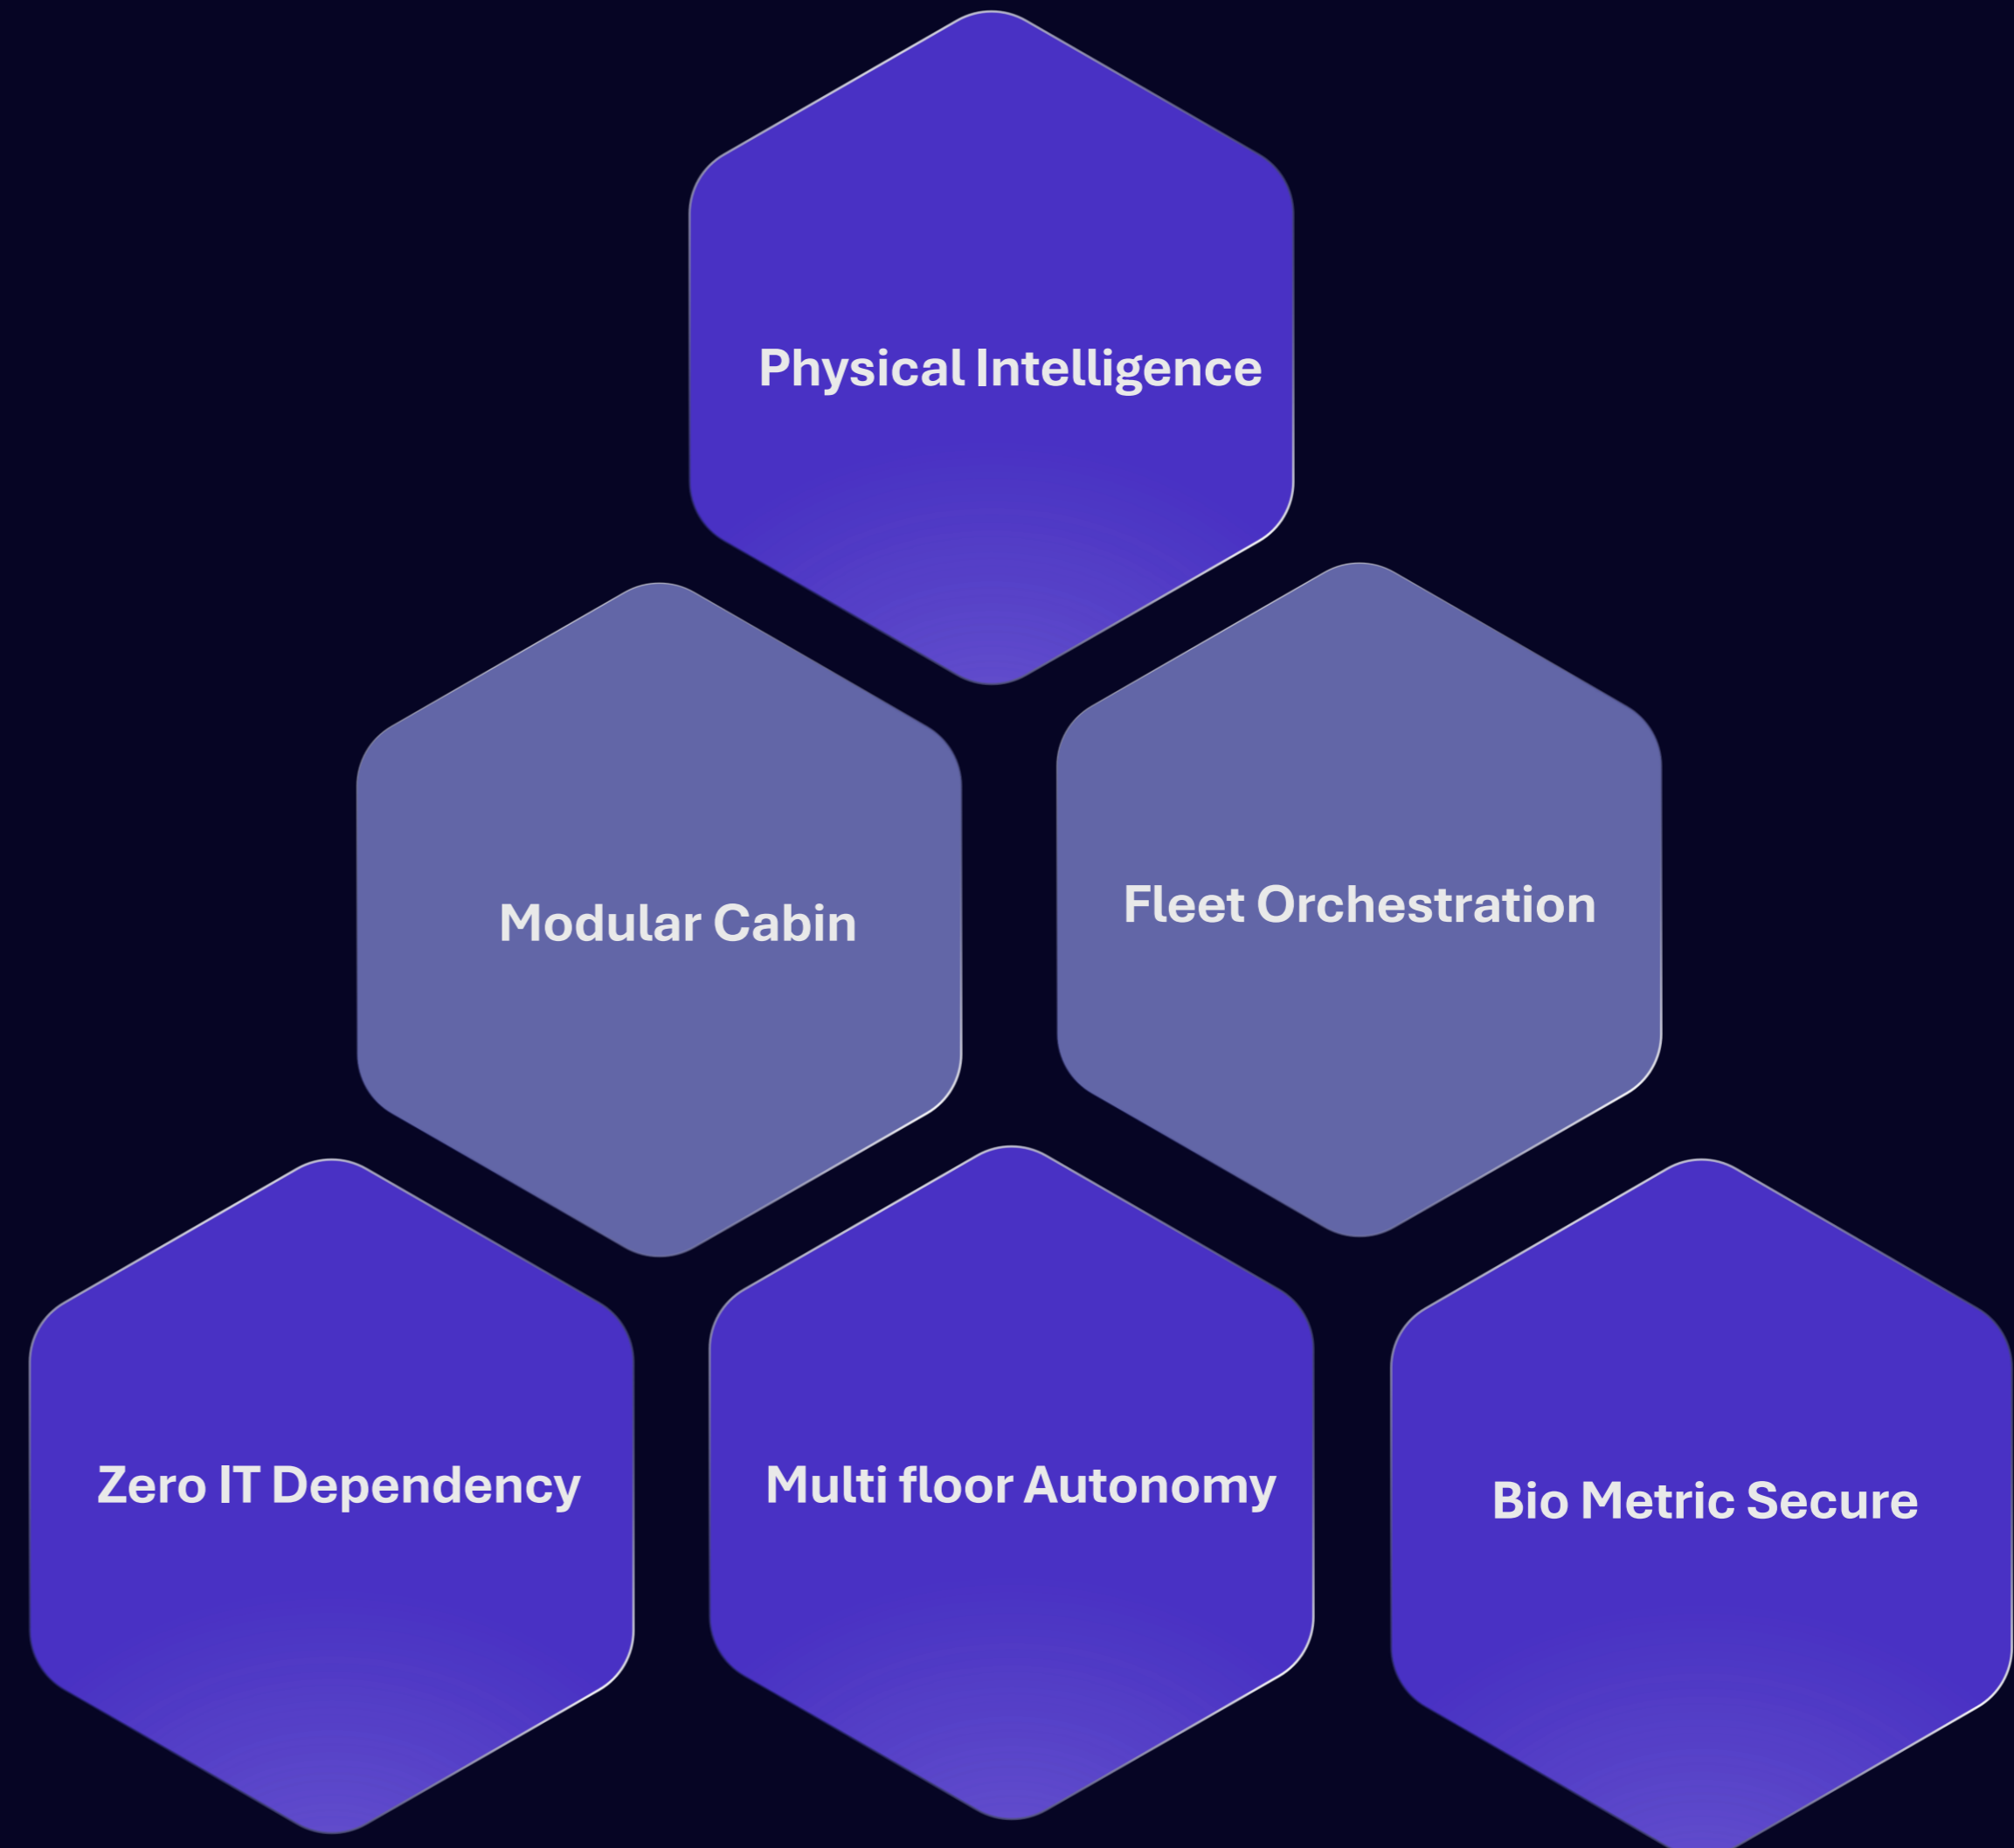 Physical Intelligence
Modular Cabin
Fleet Orchestration
Zero IT Dependency
Multi floor Autonomy
Bio Metric Secure